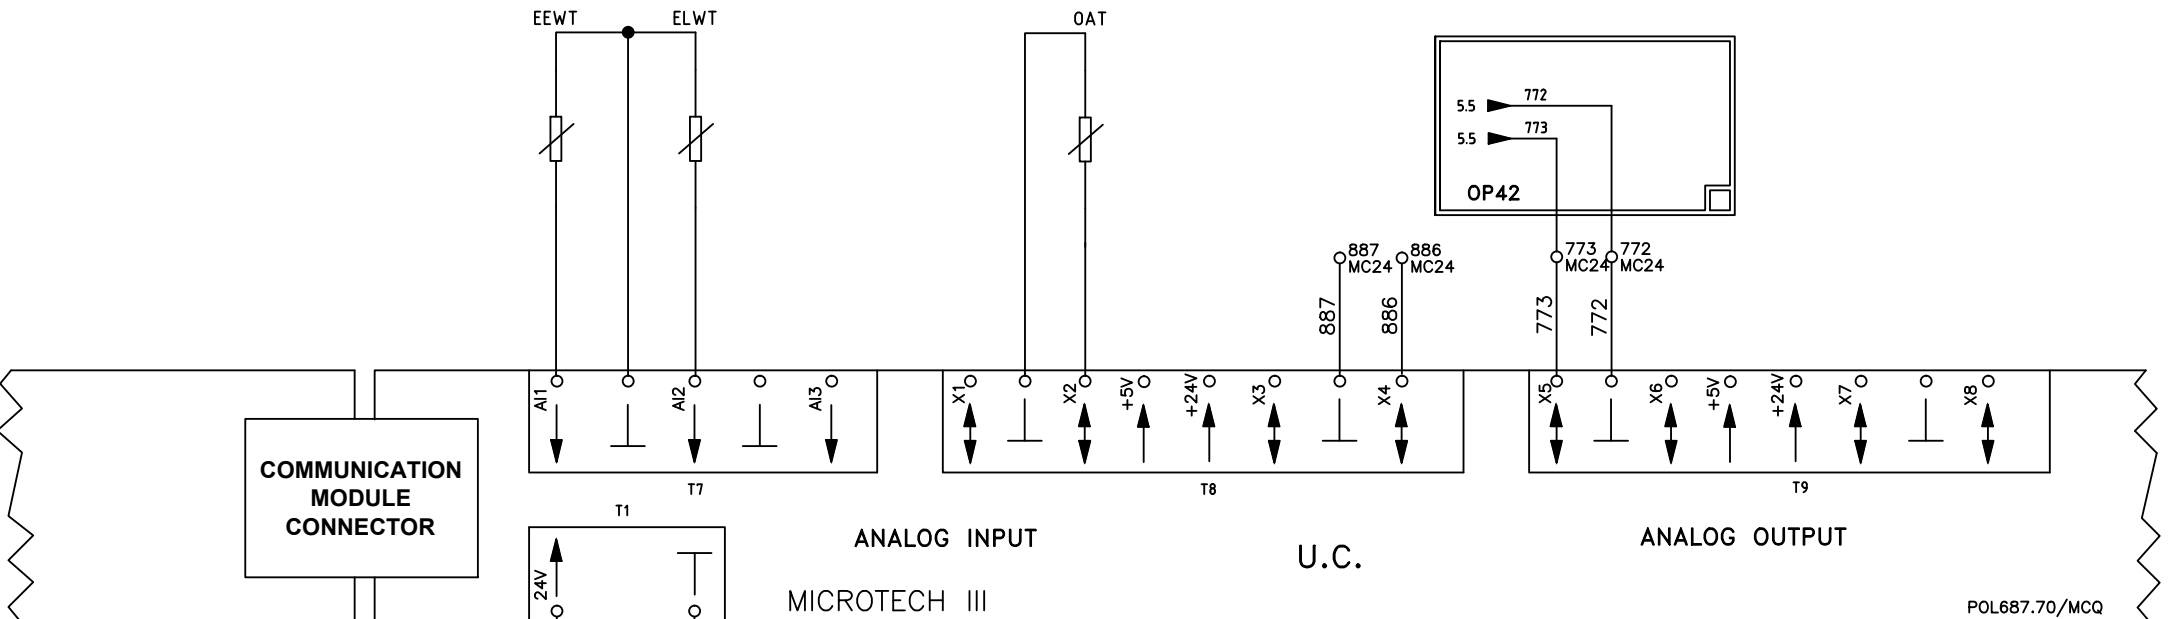 EEWT
ELWT
OAT
5.5
772
5.5
773
OP42
887
MC24
886
MC24
773
MC24
772
MC24
887
886
773
772
AI1
AI2
AI3
X1
X2
+5V
+24V
X3
X4
X5
X6
+5V
+24V
X7
X8
T7
T8
T9
COMMUNICATION
MODULE
CONNECTOR
T1
ANALOG INPUT
U.C.
ANALOG OUTPUT
24V
MICROTECH III
POL687.70/MCQ